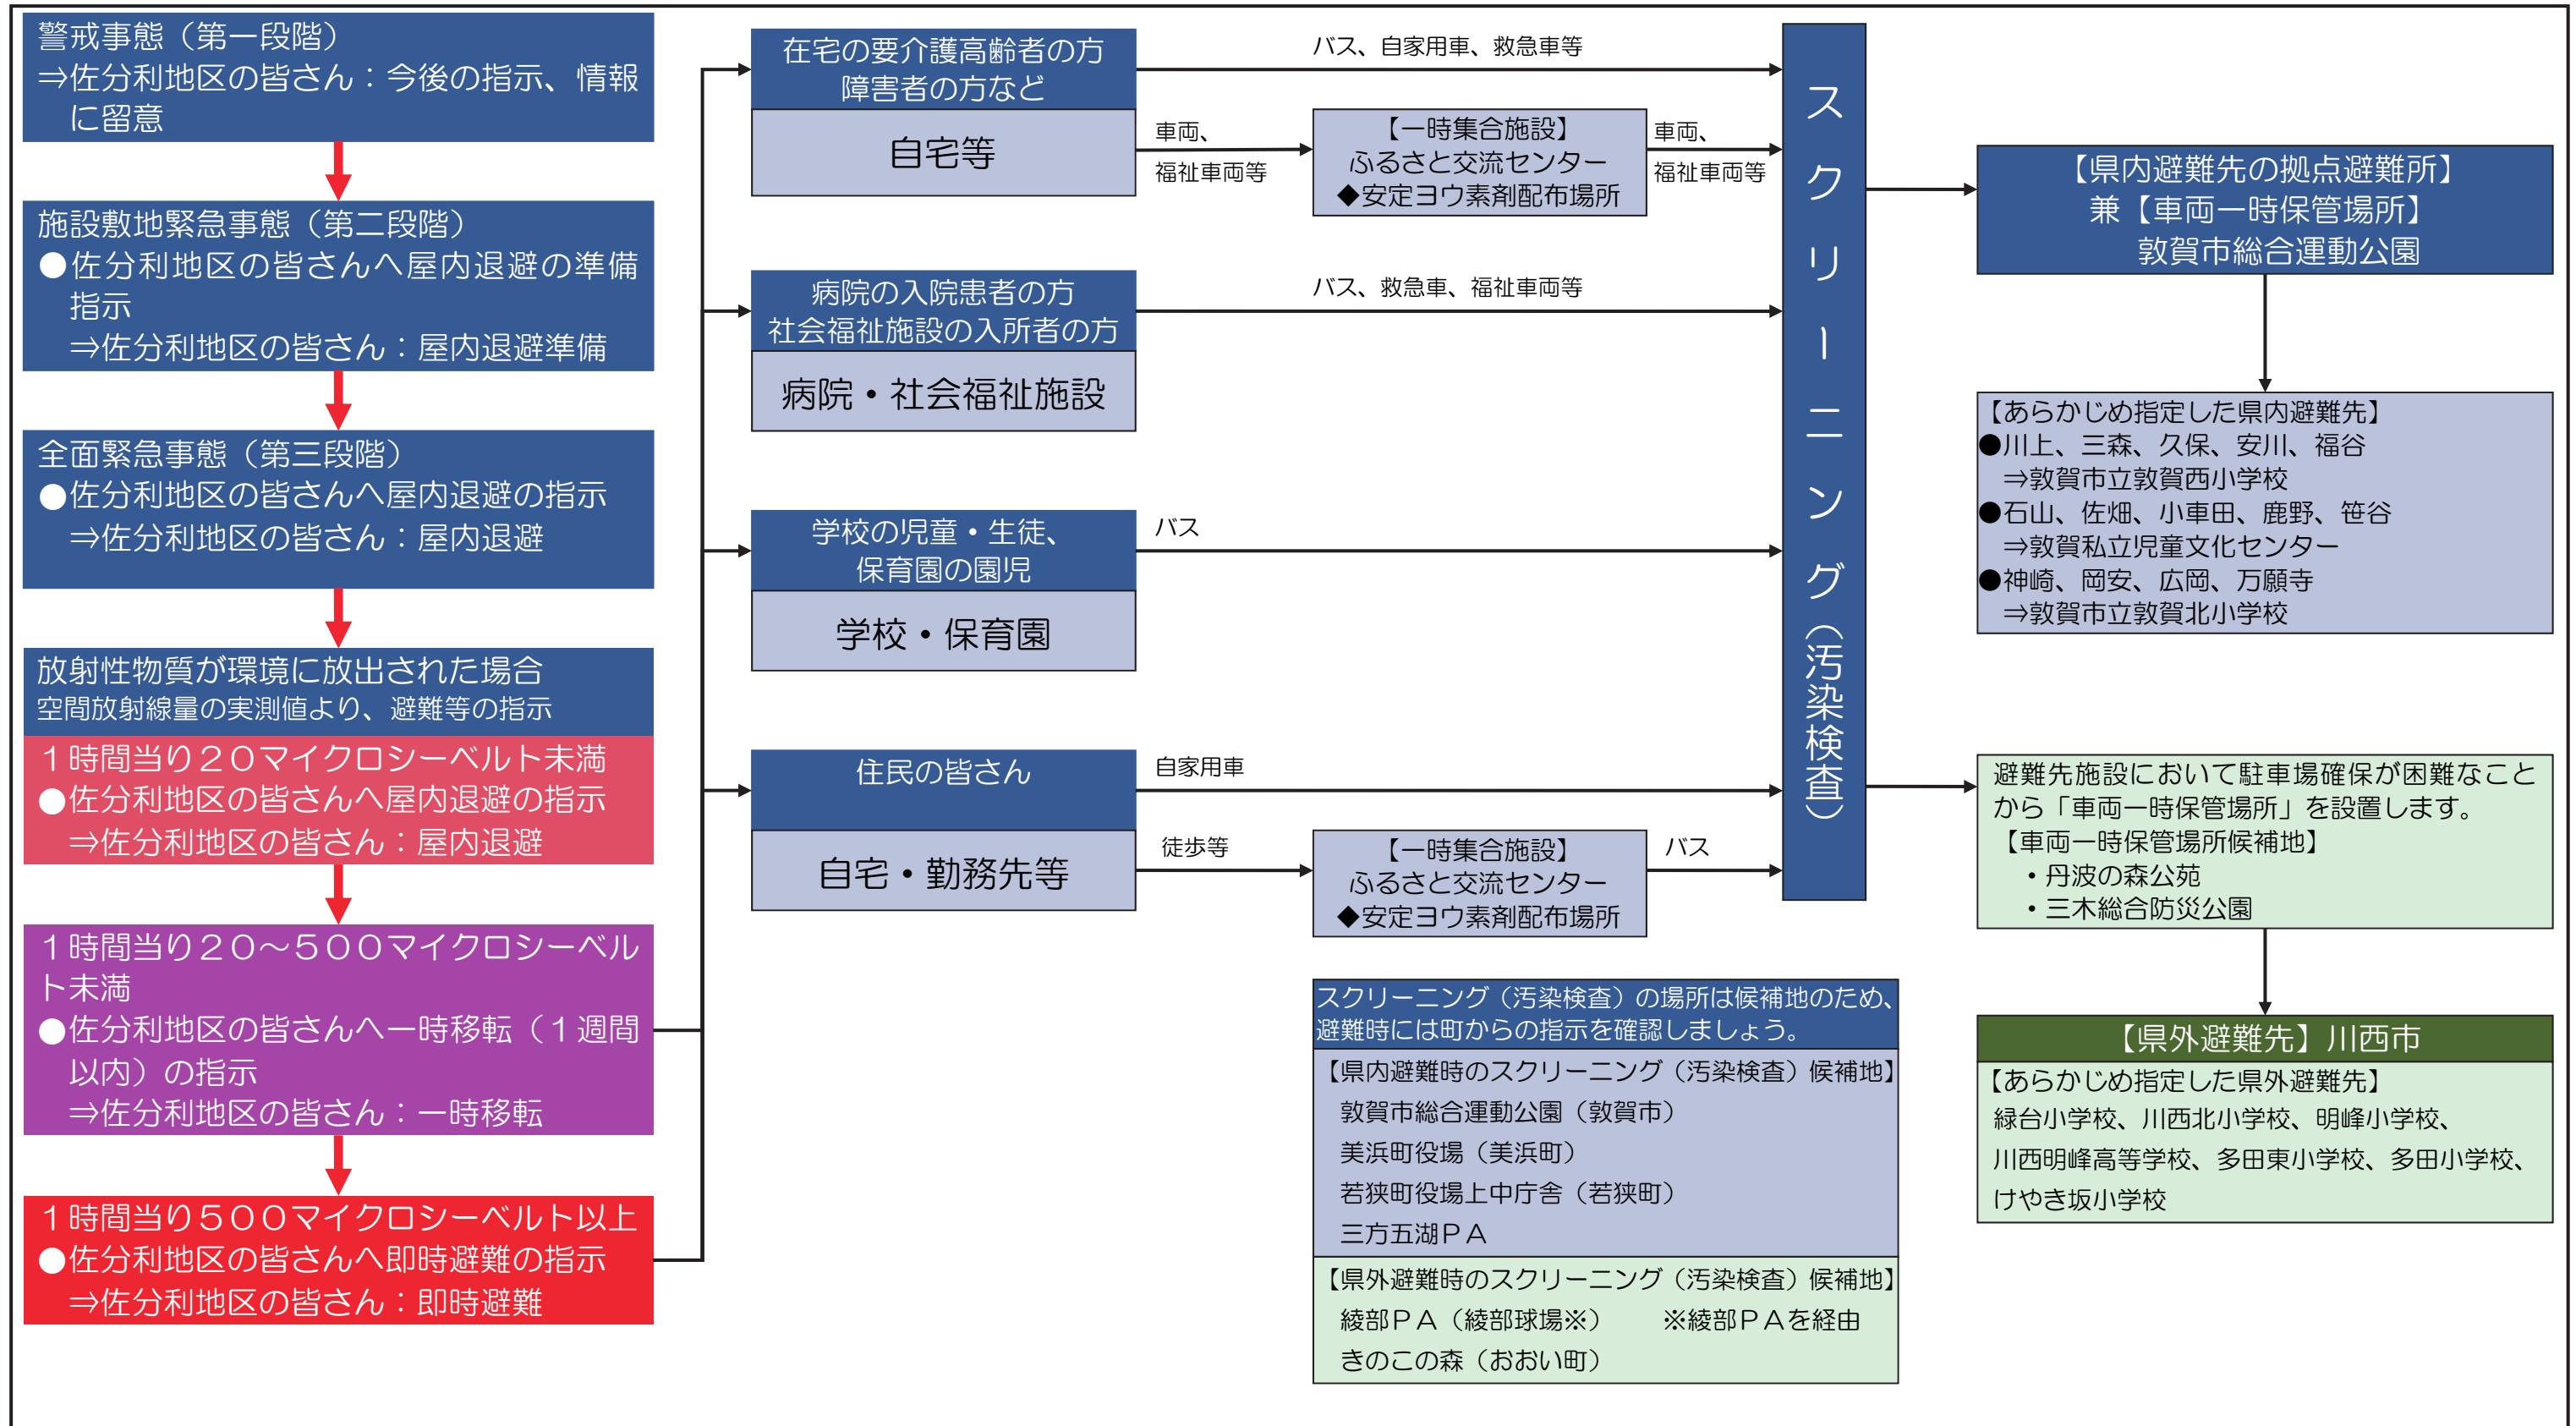 警戒事態（第一段階）
⇒佐分利地区の皆さん：今後の指示、情報
に留意
施設敷地緊急事態（第二段階）
●佐分利地区の皆さんへ屋内退避の準備
指示
⇒佐分利地区の皆さん：屋内退避準備
全面緊急事態（第三段階）
●佐分利地区の皆さんへ屋内退避の指示
⇒佐分利地区の皆さん：屋内退避
放射性物質が環境に放出された場合
空間放射線量の実測値より、避難等の指示
１時間当り２０マイクロシーベルト未満
●佐分利地区の皆さんへ屋内退避の指示
⇒佐分利地区の皆さん：屋内退避
１時間当り２０～５００マイクロシーベル
ト未満
●佐分利地区の皆さんへ一時移転（１週間
以内）の指示
⇒佐分利地区の皆さん：一時移転
１時間当り５００マイクロシーベルト以上
●佐分利地区の皆さんへ即時避難の指示
⇒佐分利地区の皆さん：即時避難
在宅の要介護高齢者の方
障害者の方など
自宅等
バス、自家用車、救急車等
車両、
福祉車両等
【一時集合施設】
ふるさと交流センター
◆安定ヨウ素剤配布場所
車両、
福祉車両等
病院の入院患者の方
社会福祉施設の入所者の方
病院・社会福祉施設
バス、救急車、福祉車両等
学校の児童・生徒、
保育園の園児
学校・保育園
バス
住民の皆さん
自宅・勤務先等
自家用車
徒歩等
【一時集合施設】
ふるさと交流センター
◆安定ヨウ素剤配布場所
バス
スクリーニング（汚染検査）
スクリーニング（汚染検査）の場所は候補地のため、
避難時には町からの指示を確認しましょう。
【県内避難時のスクリーニング（汚染検査）候補地】
敦賀市総合運動公園（敦賀市）
美浜町役場（美浜町）
若狭町役場上中庁舎（若狭町）
三方五湖ＰＡ
【県外避難時のスクリーニング（汚染検査）候補地】
綾部ＰＡ（綾部球場※）　※綾部ＰＡを経由
きのこの森（おおい町）
【県内避難先の拠点避難所】
兼【車両一時保管場所】
敦賀市総合運動公園
【あらかじめ指定した県内避難先】
●川上、三森、久保、安川、福谷
⇒敦賀市立敦賀西小学校
●石山、佐畑、小車田、鹿野、笹谷
⇒敦賀私立児童文化センター
●神崎、岡安、広岡、万願寺
⇒敦賀市立敦賀北小学校
避難先施設において駐車場確保が困難なこと
から「車両一時保管場所」を設置します。
【車両一時保管場所候補地】
・丹波の森公苑
・三木総合防災公園
【県外避難先】川西市
【あらかじめ指定した県外避難先】
緑台小学校、川西北小学校、明峰小学校、
川西明峰高等学校、多田東小学校、多田小学校、
けやき坂小学校